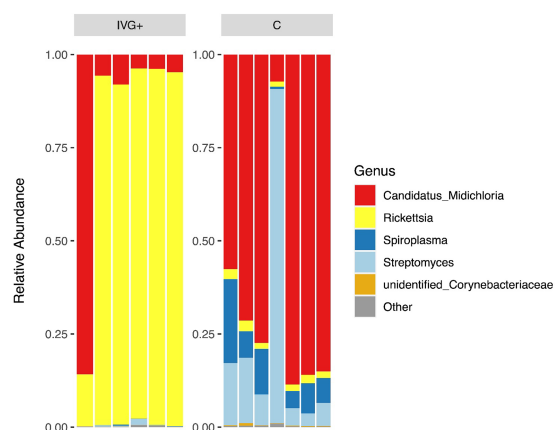 IVG+
C
1.00
0.75
0.50
0.25
0.00
1.00
0.75
0.50
0.25
0.00
Relative Abundance
Genus
Candidatus_Midichloria
Rickettsia
Spiroplasma
Streptomyces
unidentified_Corynebacteriaceae
Other